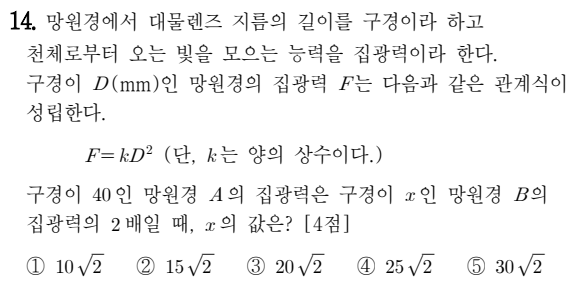 14. 망원경에서 대물렌즈 지름의 길이를 구경이라 하고
천체로부터 오는 빛을 모으는 능력을 집광력이라 한다.
구경이 D(mm)인 망원경의 집광력 F는 다음과 같은 관계식이
성립한다.
F=kD² (단, k는 양의 상수이다.)
구경이 40인 망원경 A의 집광력은 구경이 x인 망원경 B의
집광력의 2배일 때, x의 값은? [4점]
① 10√2 ② 15√2 ③ 20√2 ④ 25√2 ⑤ 30√2